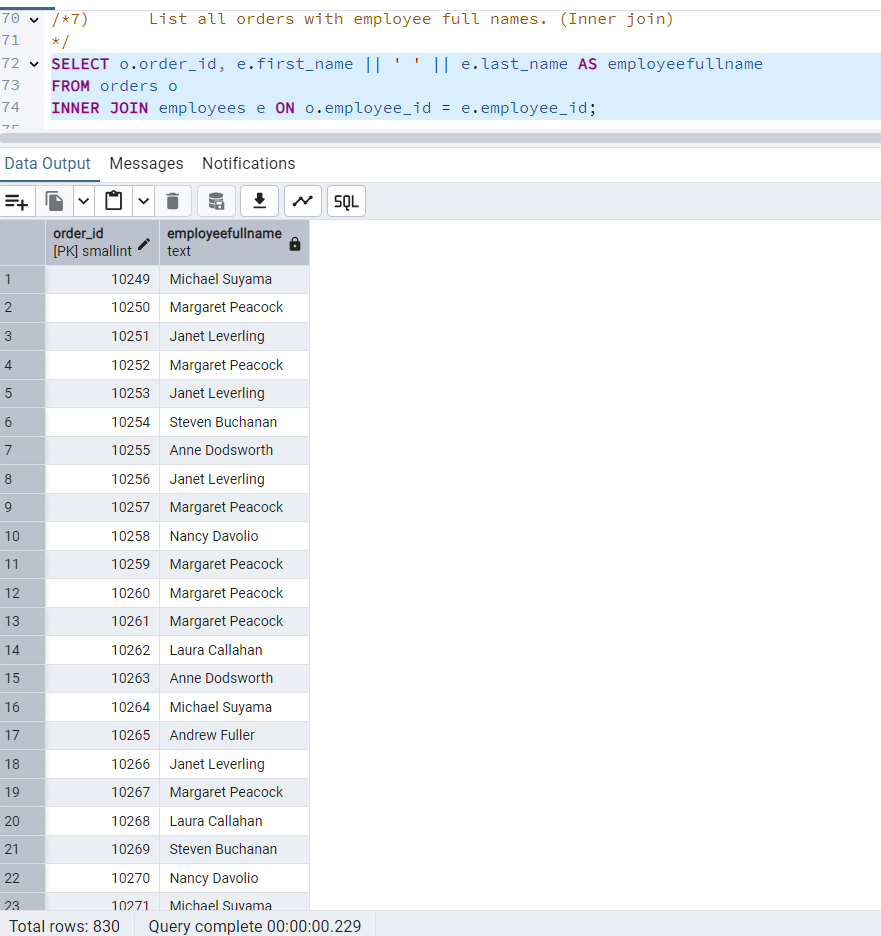 70 /*7) List all orders with employee full names. (Inner join)
71 */
72 SELECT o.order_id, e.first_name || ' ' || e.last_name AS employeefullname
73 FROM orders o
74 INNER JOIN employees e ON o.employee_id = e.employee_id;
75
Data Output Messages Notifications
SQL
order_id employeefullname
[PK] smallint text
1 10249 Michael Suyama
2 10250 Margaret Peacock
3 10251 Janet Leverling
4 10252 Margaret Peacock
5 10253 Janet Leverling
6 10254 Steven Buchanan
7 10255 Anne Dodsworth
8 10256 Janet Leverling
9 10257 Margaret Peacock
10 10258 Nancy Davolio
11 10259 Margaret Peacock
12 10260 Margaret Peacock
13 10261 Margaret Peacock
14 10262 Laura Callahan
15 10263 Anne Dodsworth
16 10264 Michael Suyama
17 10265 Andrew Fuller
18 10266 Janet Leverling
19 10267 Margaret Peacock
20 10268 Laura Callahan
21 10269 Steven Buchanan
22 10270 Nancy Davolio
23 10271 Michael Suyama
Total rows: 830 Query complete 00:00:00.229